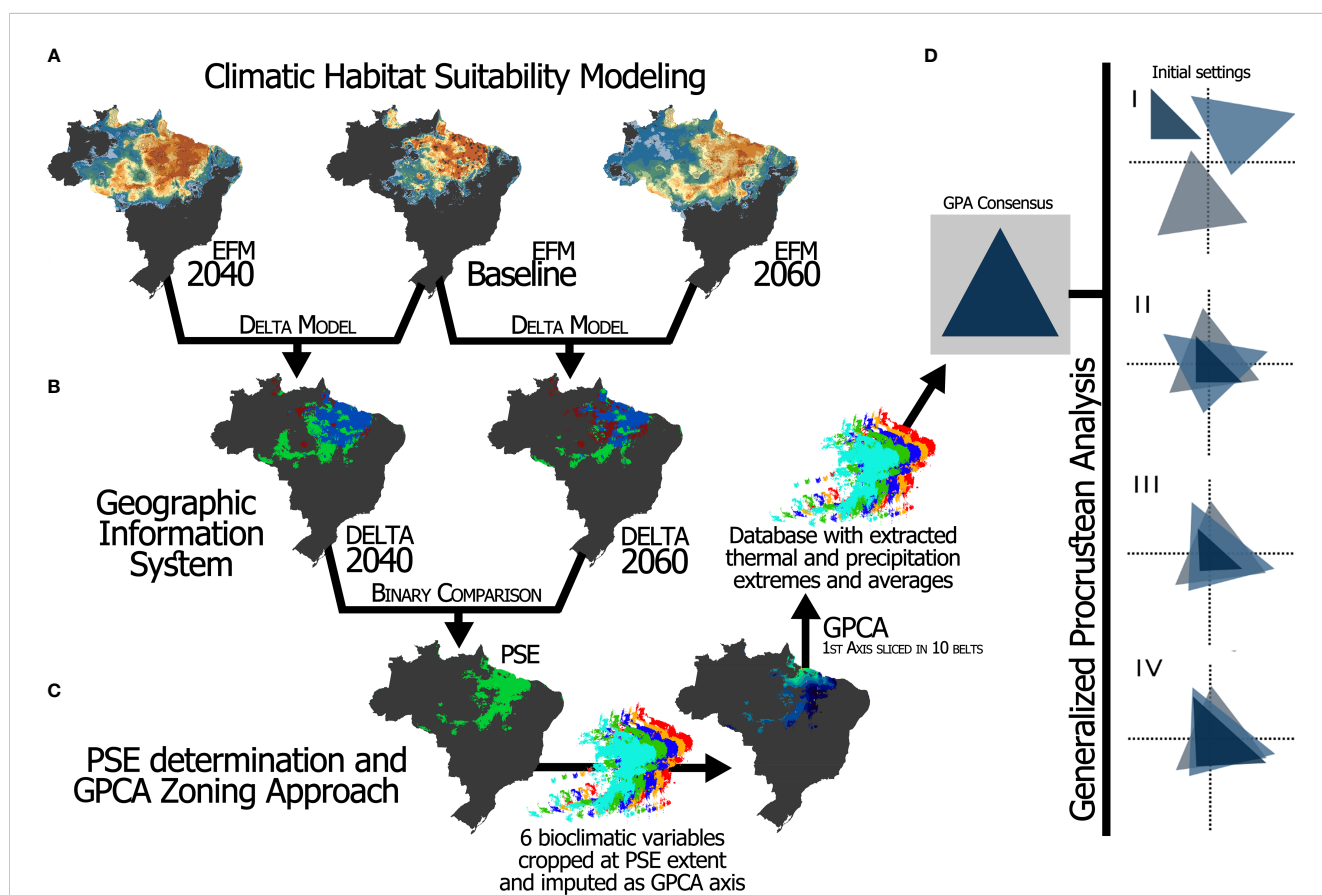 A
Climatic Habitat Suitability Modeling
EFM
2040
EFM
Baseline
EFM
2060
DELTA MODEL
DELTA MODEL
B
Geographic
Information
System
DELTA
2040
DELTA
2060
BINARY COMPARISON
C
PSE
PSE determination and
GPCA Zoning Approach
6 bioclimatic variables
cropped at PSE extent
and imputed as GPCA axis
GPCA
1ST AXIS SLICED IN 10 BELTS
Database with extracted
thermal and precipitation
extremes and averages
GPA Consensus
D
Generalized Procrustean Analysis
Initial settings
I
II
III
IV